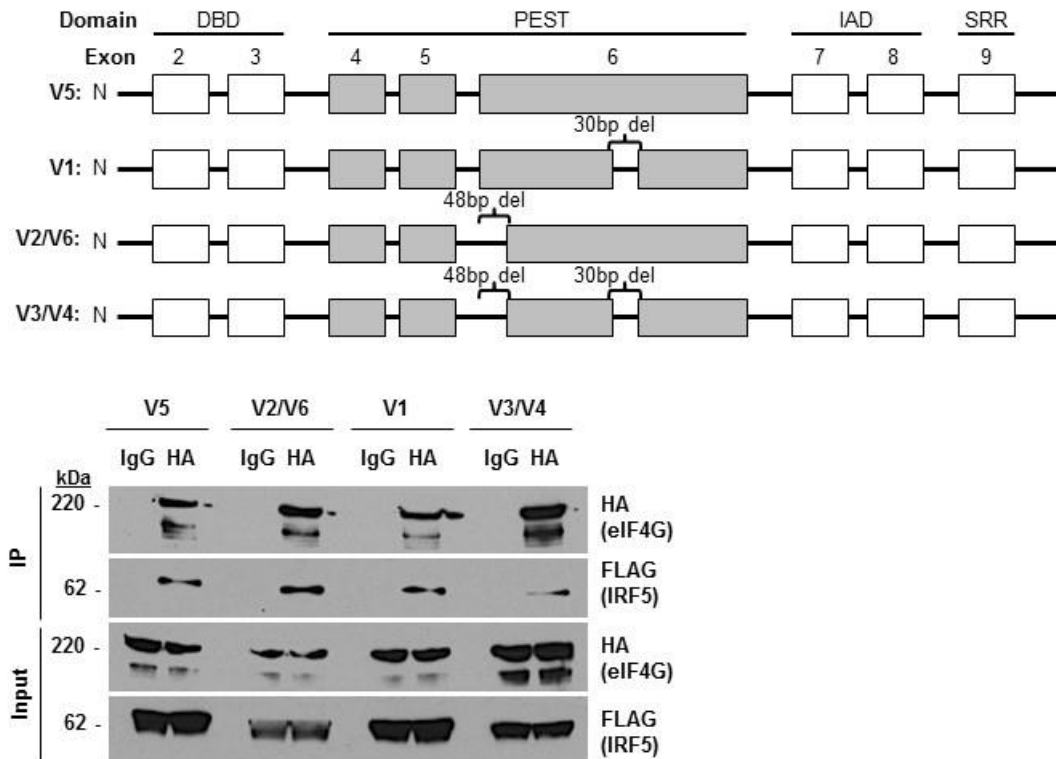 Domain DBD PEST IAD SRR
Exon 2 3 4 5 6 7 8 9
V5: N
30bp del
V1: N
48bp del
V2/V6: N
48bp del 30bp del
V3/V4: N
V5 V2/V6 V1 V3/V4
IgG HA IgG HA IgG HA IgG HA
kDa
IP
220 - HA
(eIF4G)
62 - FLAG
(IRF5)
Input
220 - HA
(eIF4G)
62 - FLAG
(IRF5)